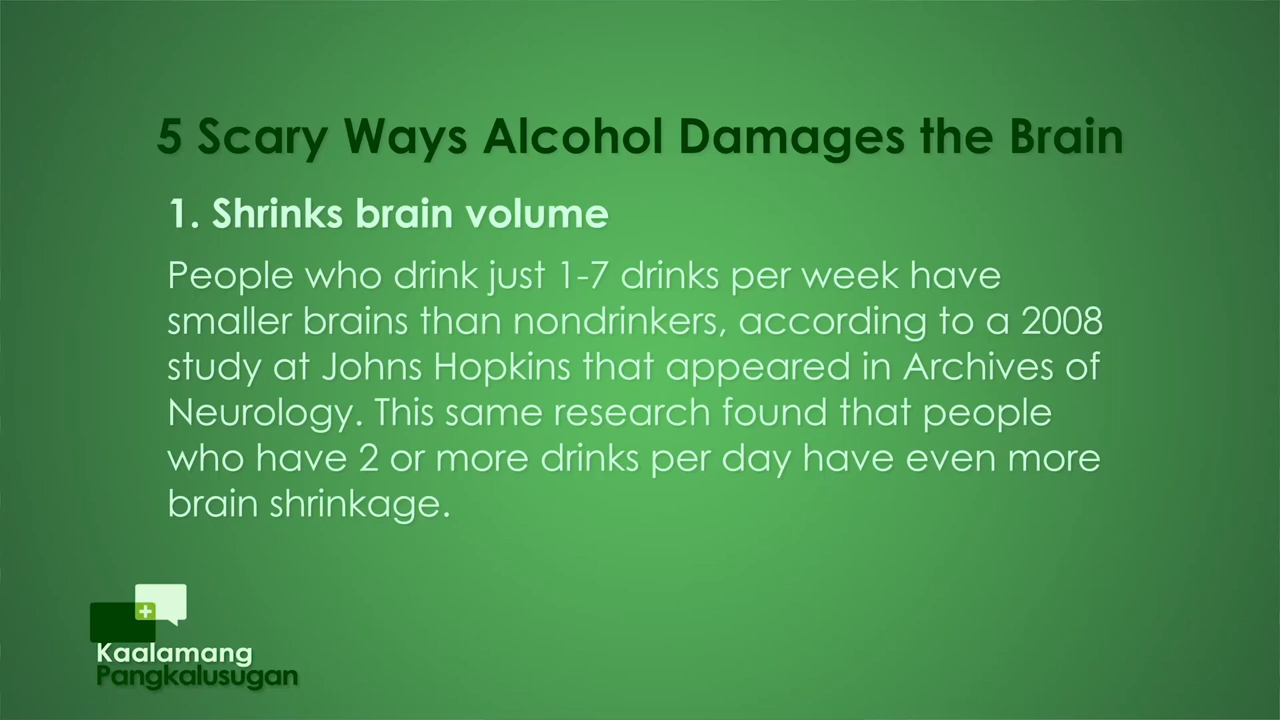 5 Scary Ways Alcohol Damages the Brain
1. Shrinks brain volume
People who drink just 1-7 drinks per week have
smaller brains than nondrinkers, according to a 2008
study at Johns Hopkins that appeared in Archives of
Neurology. This same research found that people
who have 2 or more drinks per day have even more
brain shrinkage.
Kaalamang
Pangkalusugan